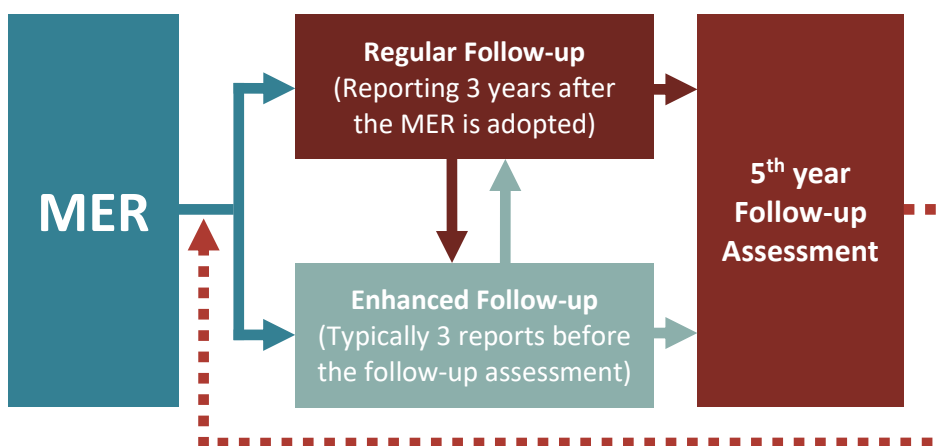 MER
Regular Follow-up
(Reporting 3 years after
the MER is adopted)
Enhanced Follow-up
(Typically 3 reports before
the follow-up assessment)
5th year
Follow-up
Assessment